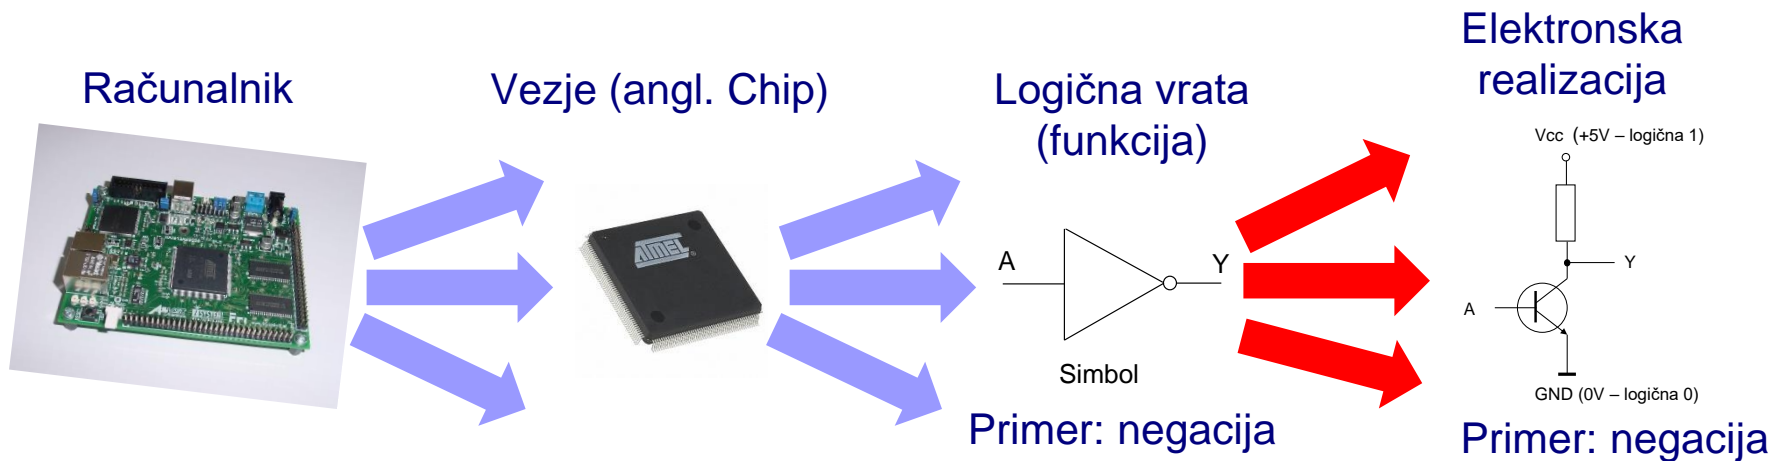 Računalnik
Vezje (angl. Chip)
ATMEL
Logična vrata
(funkcija)
A
Y
Simbol
Primer: negacija
Elektronska
realizacija
Vcc (+5V – logična 1)
Y
A
GND (0V – logična 0)
Primer: negacija